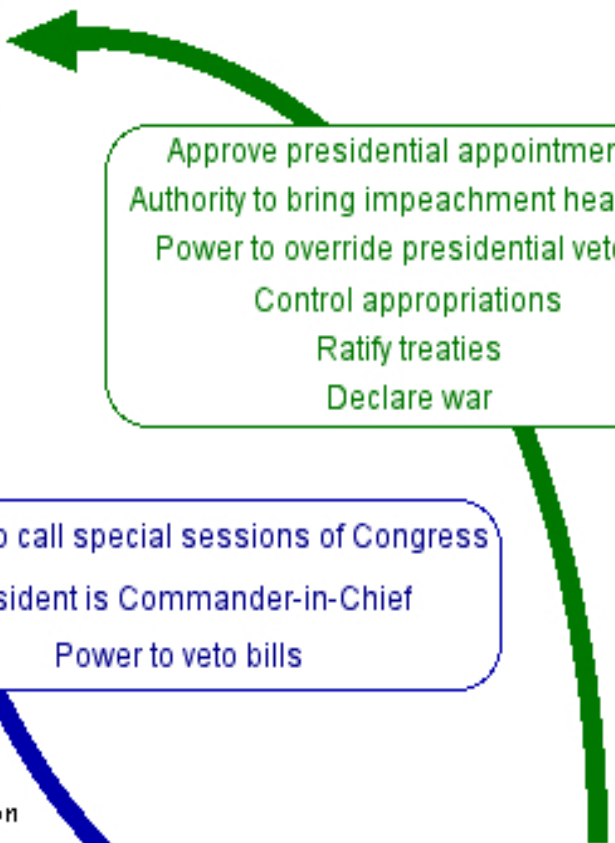 Approve presidential appointmen
Authority to bring impeachment hea
Power to override presidential vet
Control appropriations
Ratify treaties
Declare war
o call special sessions of Congress
sident is Commander-in-Chief
Power to veto bills
on